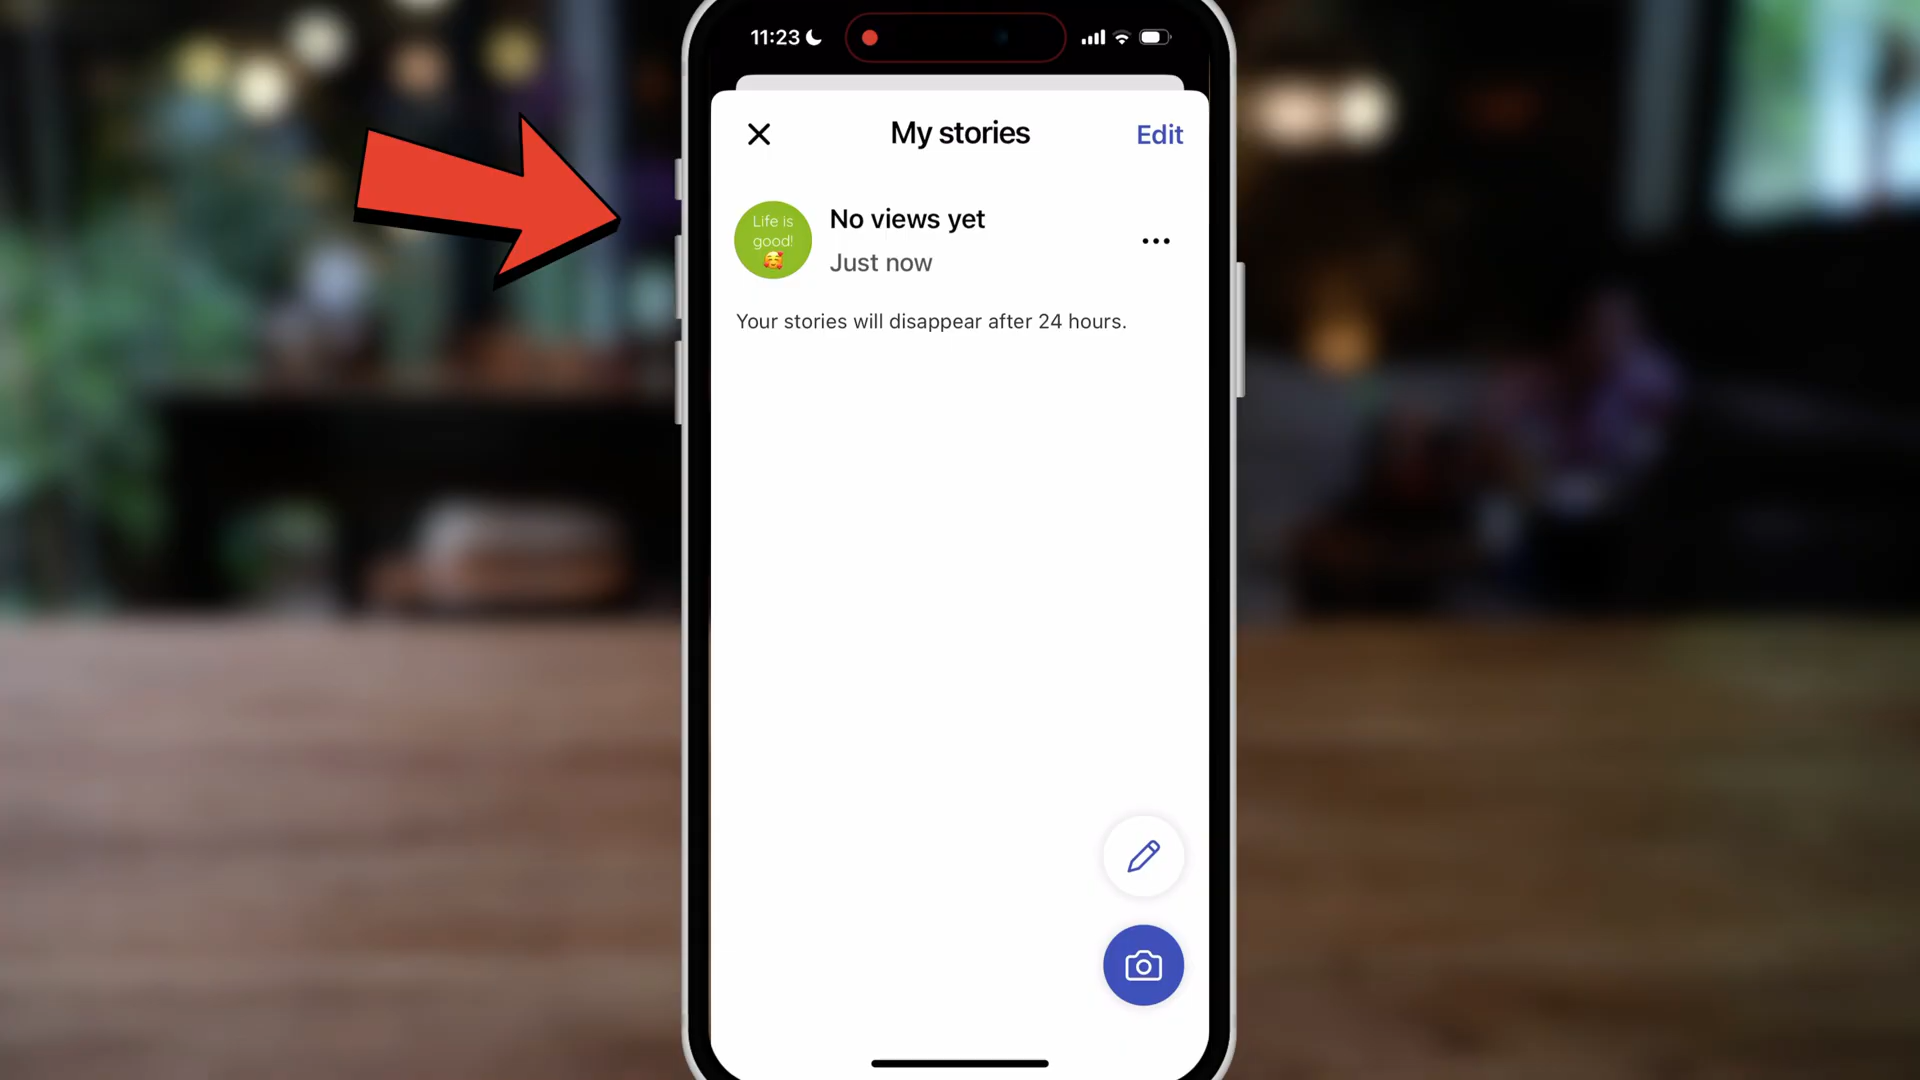 11:23
My stories
Edit
Life is
good!
No views yet
Just now
Your stories will disappear after 24 hours.